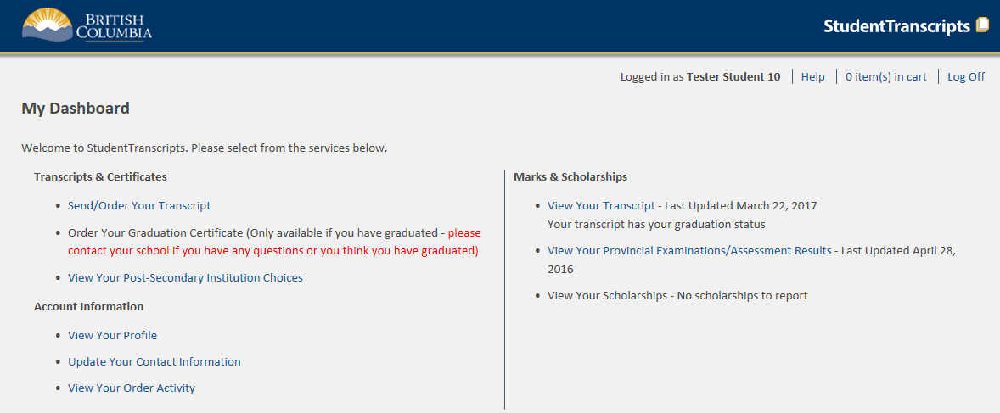 BRITISH
COLUMBIA
StudentTranscripts
Logged in as Tester Student 10 | Help | 0 item(s) in cart | Log Off
My Dashboard
Welcome to StudentTranscripts. Please select from the services below.
Transcripts & Certificates
• Send/Order Your Transcript
• Order Your Graduation Certificate (Only available if you have graduated - please
contact your school if you have any questions or you think you have graduated)
• View Your Post-Secondary Institution Choices
Account Information
• View Your Profile
• Update Your Contact Information
• View Your Order Activity
Marks & Scholarships
• View Your Transcript - Last Updated March 22, 2017
Your transcript has your graduation status
• View Your Provincial Examinations/Assessment Results - Last Updated April 28,
2016
• View Your Scholarships - No scholarships to report